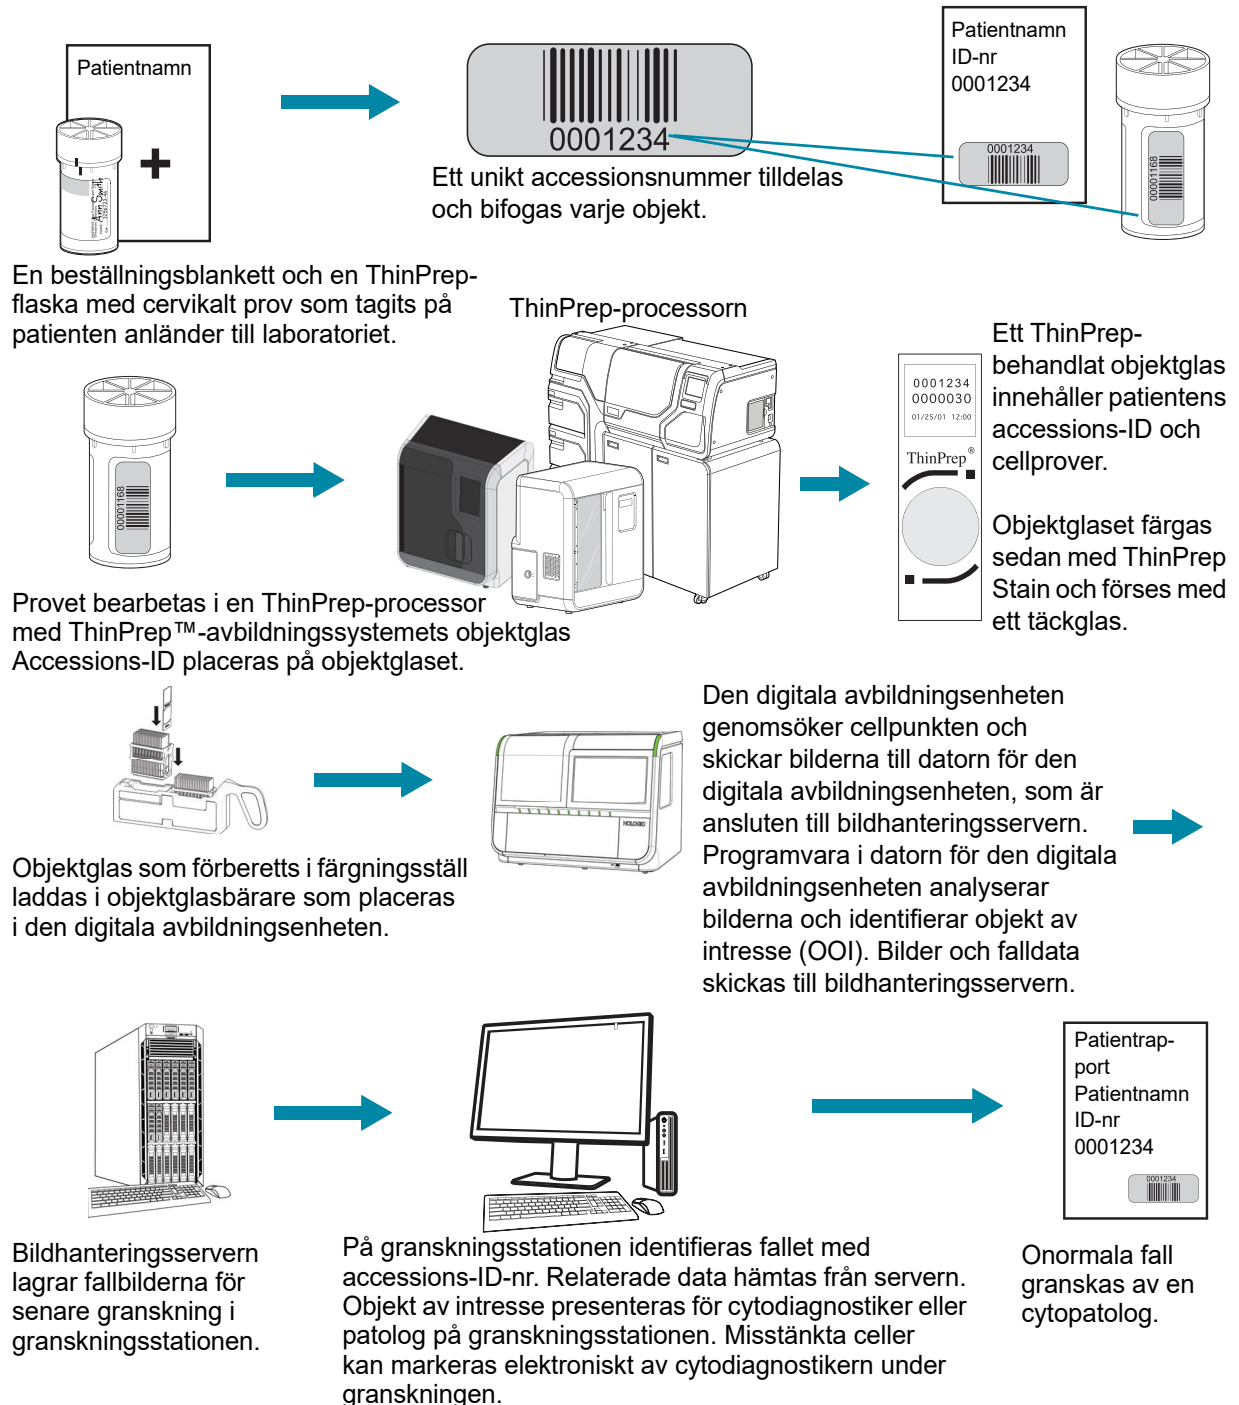 Patientnamn
Ann Smith
0001234
Ett unikt accessionsnummer tilldelas
och bifogas varje objekt.
Patientnamn
ID-nr
0001234
0001234
00001168
En beställningsblankett och en ThinPrep-
flaska med cervikalt prov som tagits på
patienten anländer till laboratoriet.
ThinPrep-processorn
00001168
Provet bearbetas i en ThinPrep-processor
med ThinPrep™-avbildningssystemets objektglas
Accessions-ID placeras på objektglaset.
0001234
0000030
01/25/01 12:00
ThinPrep®
Ett ThinPrep-
behandlat objektglas
innehåller patientens
accessions-ID och
cellprover.
Objektglaset färgas
sedan med ThinPrep
Stain och förses med
ett täckglas.
Objektglas som förberetts i färgningsställ
laddas i objektglasbärare som placeras
i den digitala avbildningsenheten.
HOLOGIC
Den digitala avbildningsenheten
genomsöker cellpunkten och
skickar bilderna till datorn för den
digitala avbildningsenheten, som är
ansluten till bildhanteringsservern.
Programvara i datorn för den digitala
avbildningsenheten analyserar
bilderna och identifierar objekt av
intresse (OOI). Bilder och falldata
skickas till bildhanteringsservern.
Bildhanteringsservern
lagrar fallbilderna för
senare granskning i
granskningsstationen.
På granskningsstationen identifieras fallet med
accessions-ID-nr. Relaterade data hämtas från servern.
Objekt av intresse presenteras för cytodiagnostiker eller
patolog på granskningsstationen. Misstänkta celler
kan markeras elektroniskt av cytodiagnostikern under
granskningen.
Patientrap-
port
Patientnamn
ID-nr
0001234
0001234
Onormala fall
granskas av en
cytopatolog.